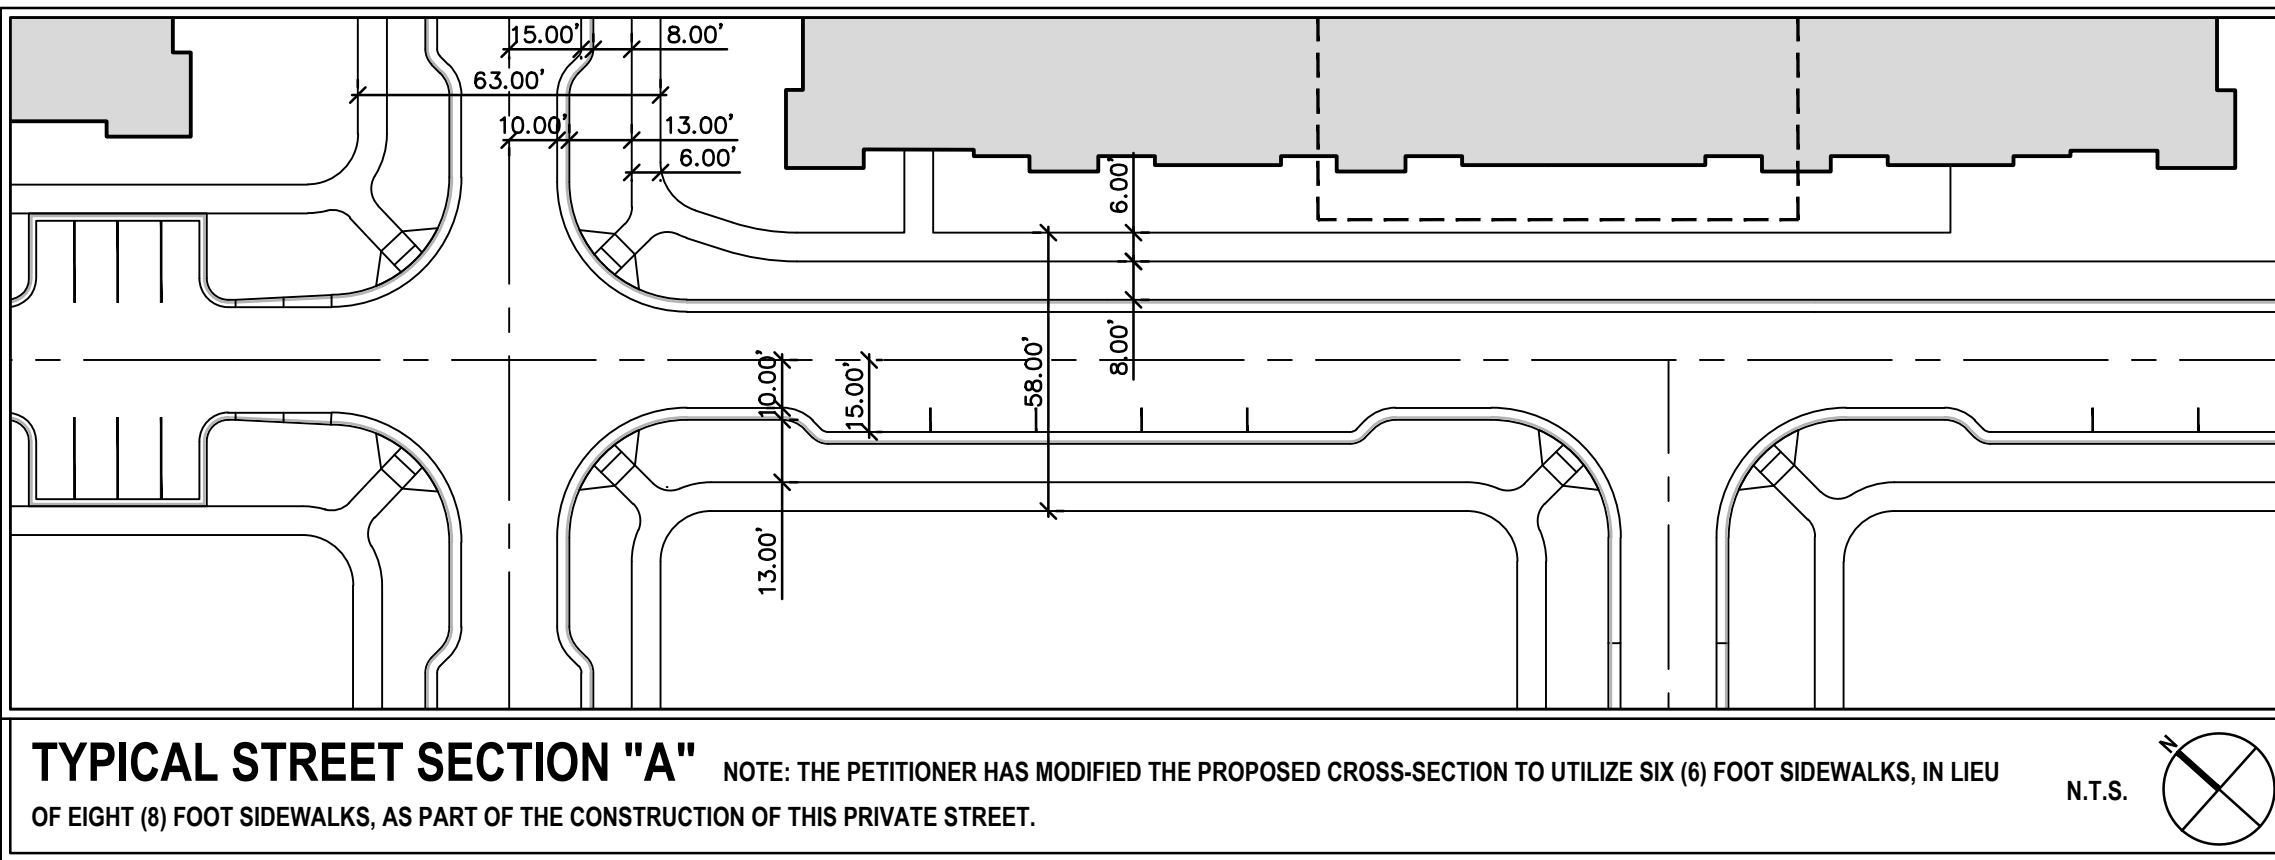 15.00' 8.00'
63.00'
10.00' 13.00'
6.00'
6.00'
8.00'
58.00'
10.00'
15.00'
13.00'
TYPICAL STREET SECTION "A" NOTE: THE PETITIONER HAS MODIFIED THE PROPOSED CROSS-SECTION TO UTILIZE SIX (6) FOOT SIDEWALKS, IN LIEU
OF EIGHT (8) FOOT SIDEWALKS, AS PART OF THE CONSTRUCTION OF THIS PRIVATE STREET.
N.T.S.
N